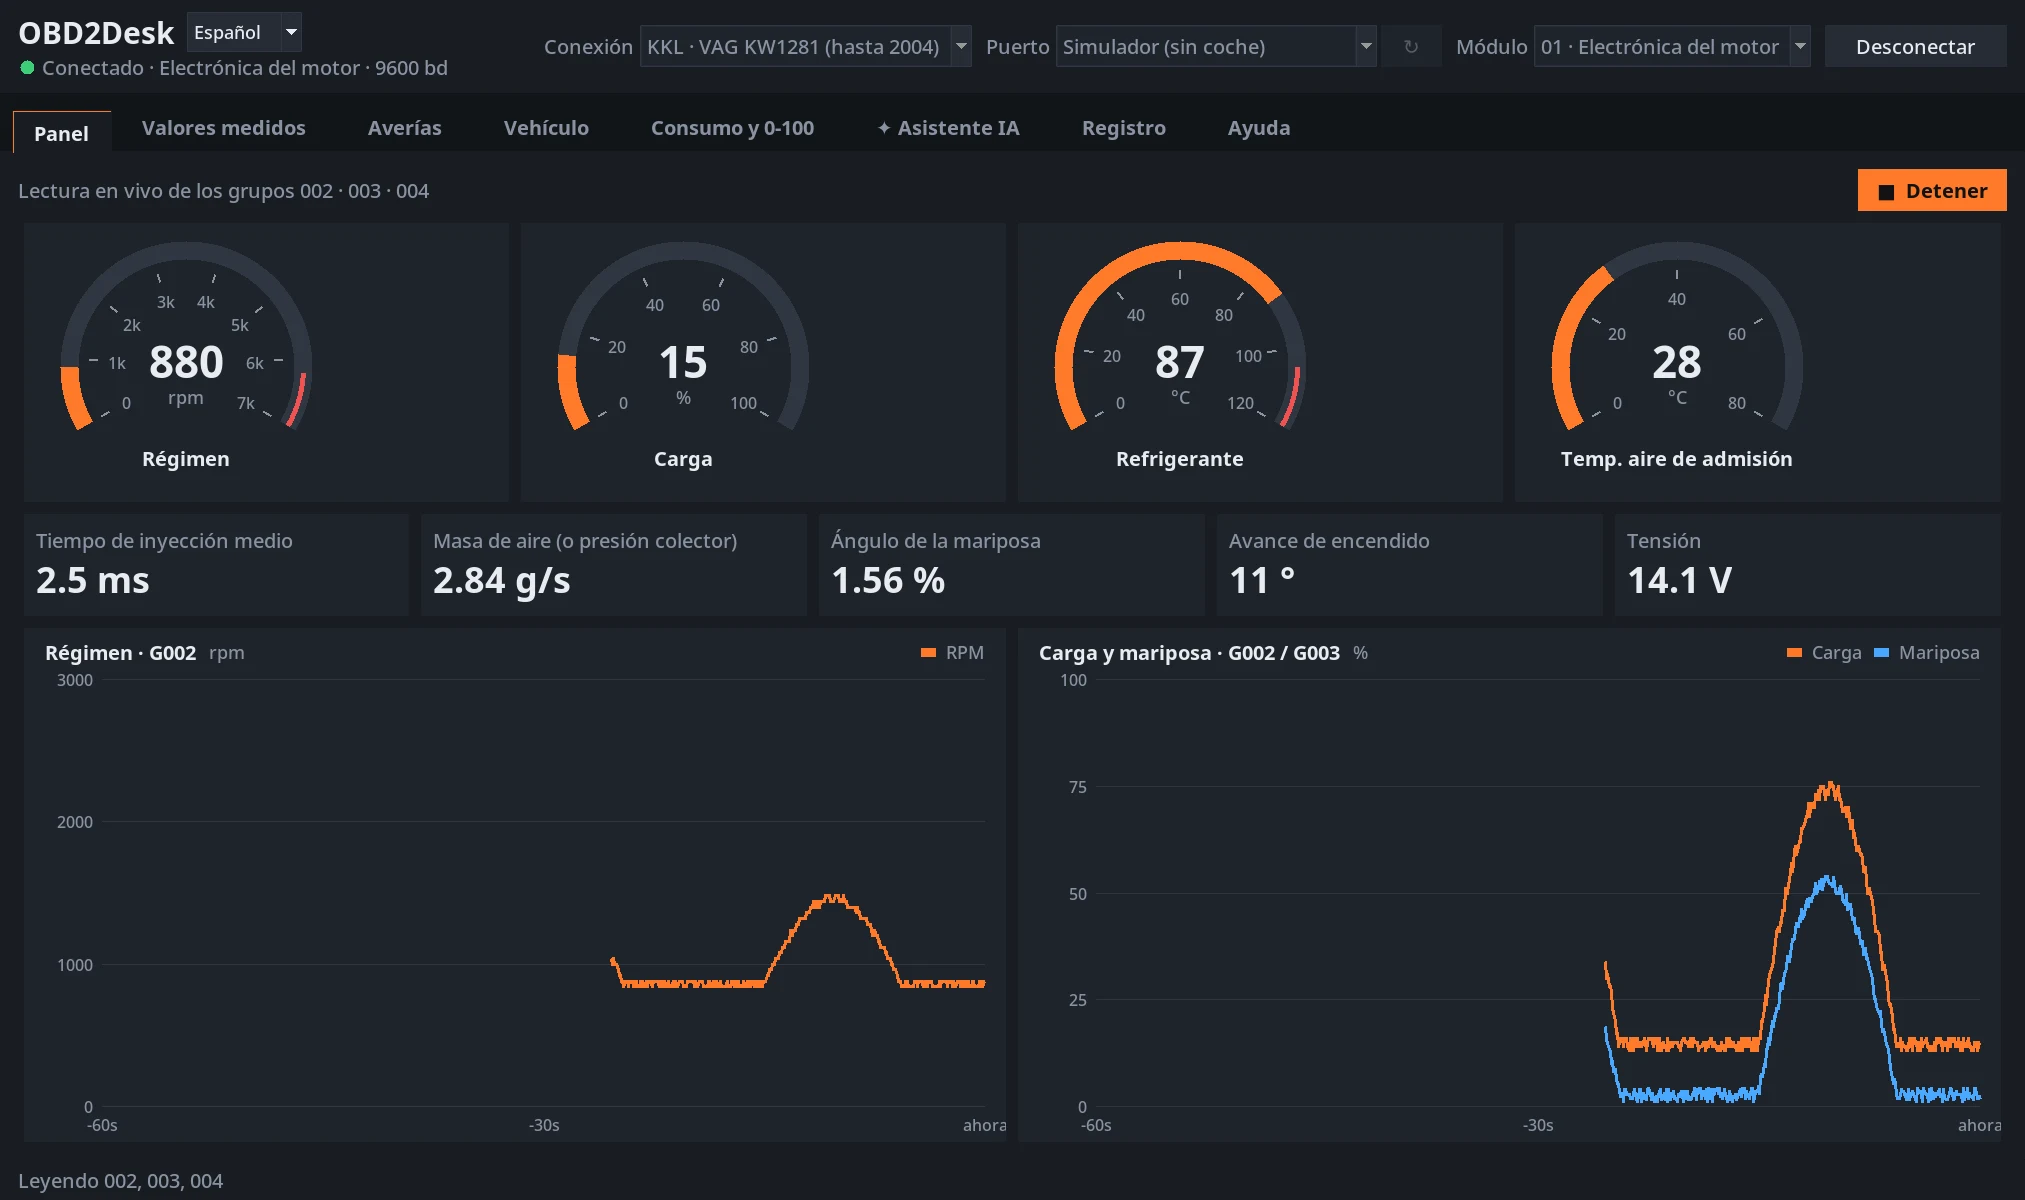 OBD2Desk Español
Conectado · Electrónica del motor · 9600 bd
Conexión KKL · VAG KW1281 (hasta 2004) Puerto Simulador (sin coche) ↻ Módulo 01 · Electrónica del motor Desconectar
Panel Valores medidos Averías Vehículo Consumo y 0-100 ✦ Asistente IA Registro Ayuda
Lectura en vivo de los grupos 002 · 003 · 004
■ Detener
0 1k 2k 3k 4k 5k 6k 7k
880
rpm
Régimen
0 20 40 60 80 100
15
%
Carga
0 20 40 60 80 100 120
87
°C
Refrigerante
0 20 40 60 80
28
°C
Temp. aire de admisión
Tiempo de inyección medio
2.5 ms
Masa de aire (o presión colector)
2.84 g/s
Ángulo de la mariposa
1.56 %
Avance de encendido
11 °
Tensión
14.1 V
Régimen · G002 rpm RPM
3000
2000
1000
0
-60s -30s ahora
Carga y mariposa · G002 / G003 % Carga Mariposa
100
75
50
25
0
-60s -30s ahora
Leyendo 002, 003, 004